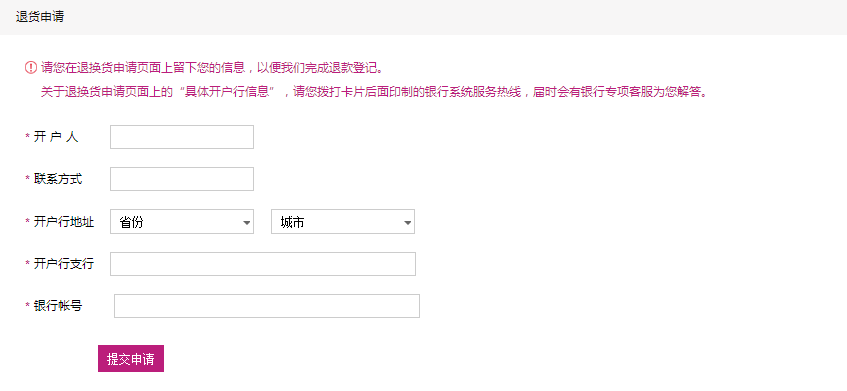 退货申请
请您在退换货申请页面上留下您的信息，以便我们完成退款登记。
关于退换货申请页面上的“具体开户行信息”，请您拨打卡片后面印制的银行系统服务热线，届时会有银行专项客服为您解答。
* 开 户 人
* 联系方式
* 开户行地址 省份 城市
* 开户行支行
* 银行帐号
提交申请